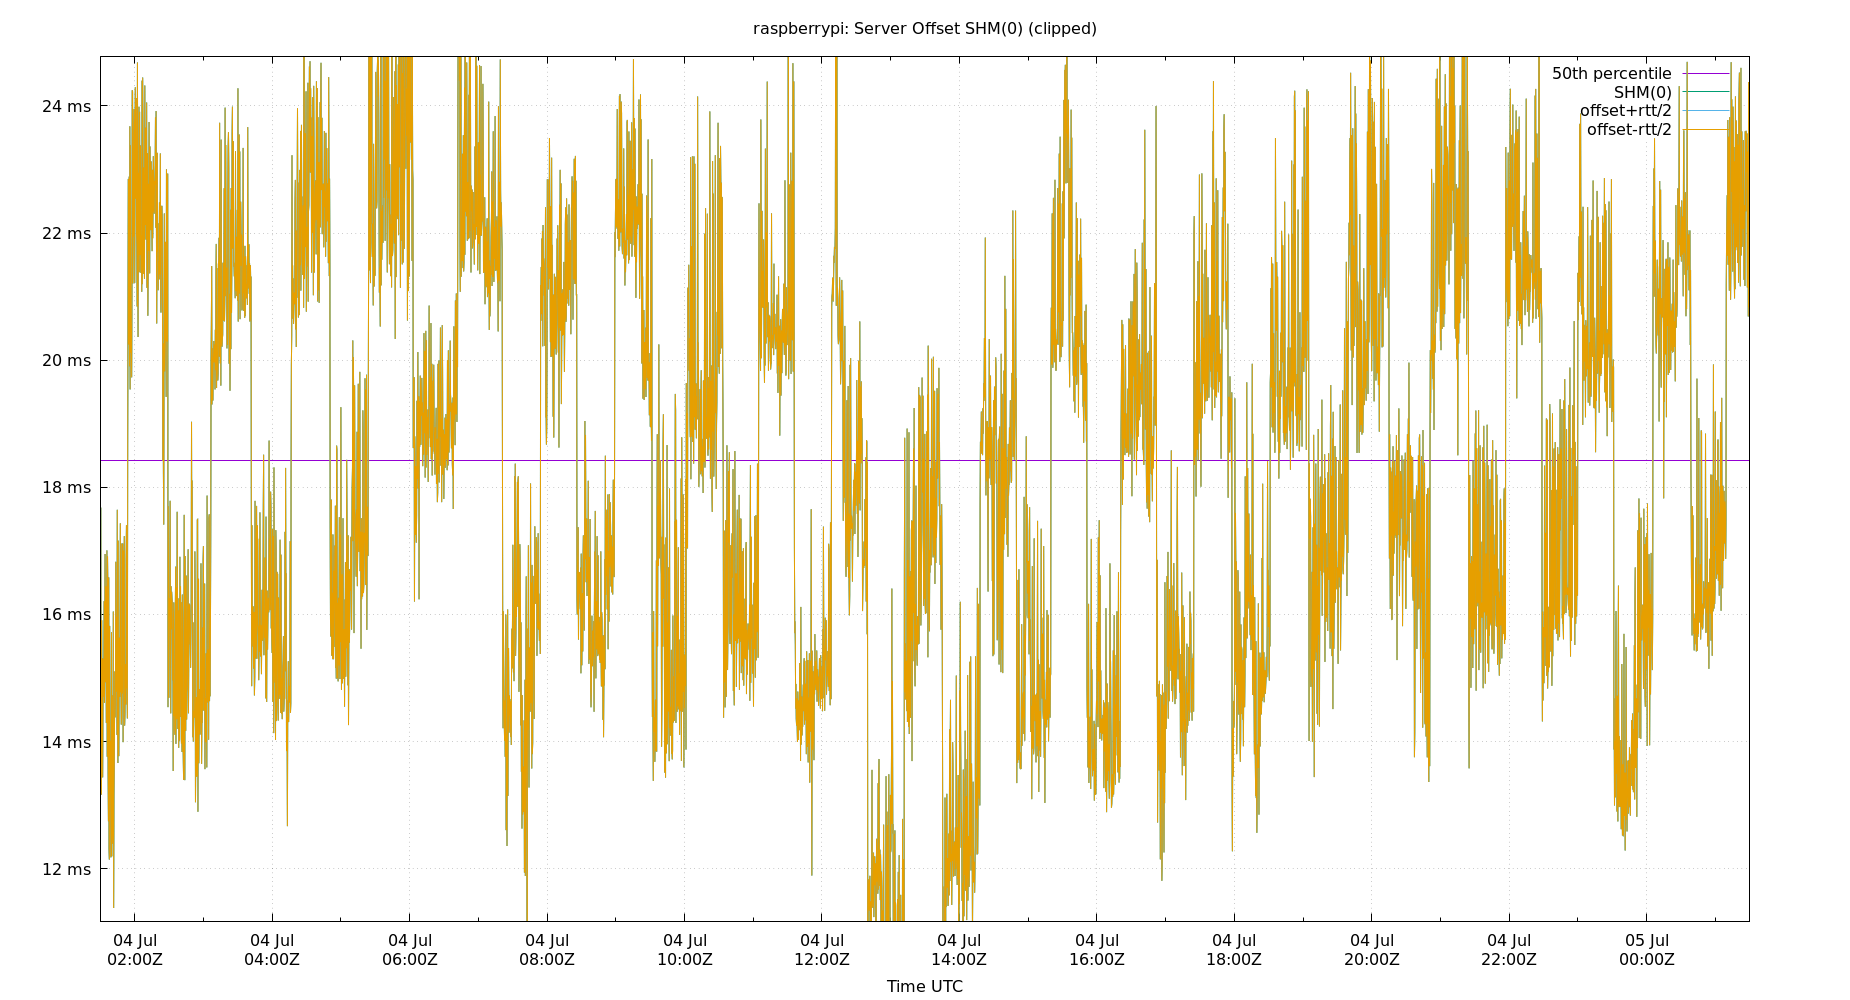 raspberrypi: Server Offset SHM(0) (clipped)
50th percentile
SHM(0)
offset+rtt/2
offset-rtt/2
24 ms
22 ms
20 ms
18 ms
16 ms
14 ms
12 ms
04 Jul 04 Jul 04 Jul 04 Jul 04 Jul 04 Jul 04 Jul 04 Jul 04 Jul 04 Jul 04 Jul 05 Jul
02:00Z 04:00Z 06:00Z 08:00Z 10:00Z 12:00Z 14:00Z 16:00Z 18:00Z 20:00Z 22:00Z 00:00Z
Time UTC